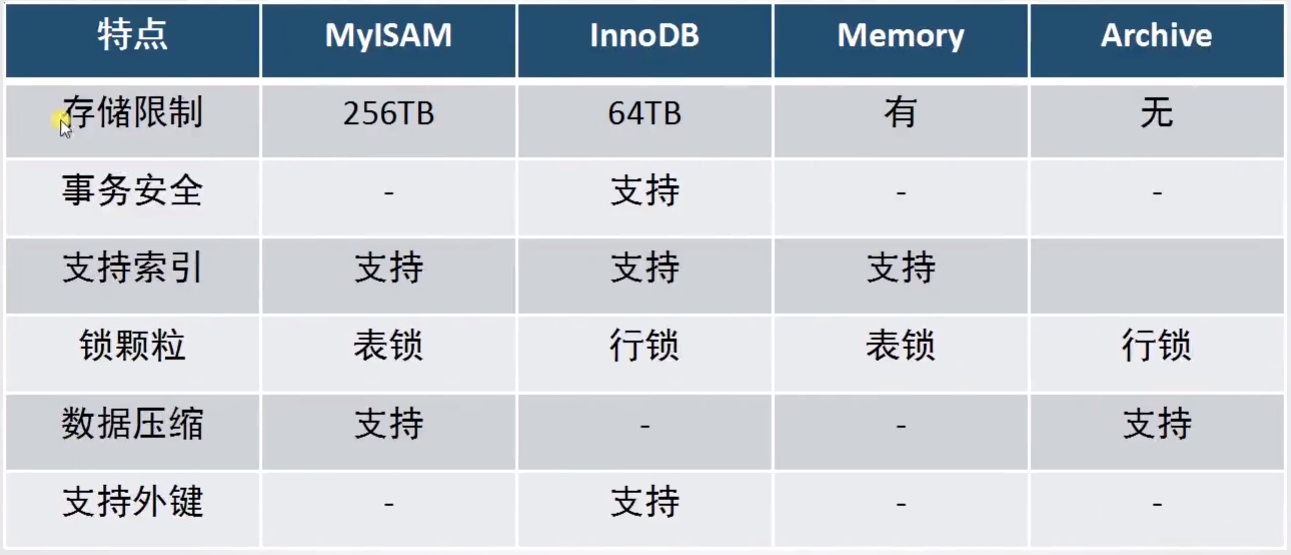 特点 MyISAM InnoDB Memory Archive
存储限制 256TB 64TB 有 无
事务安全 - 支持 - -
支持索引 支持 支持 支持
锁颗粒 表锁 行锁 表锁 行锁
数据压缩 支持 - - 支持
支持外键 - 支持 - -